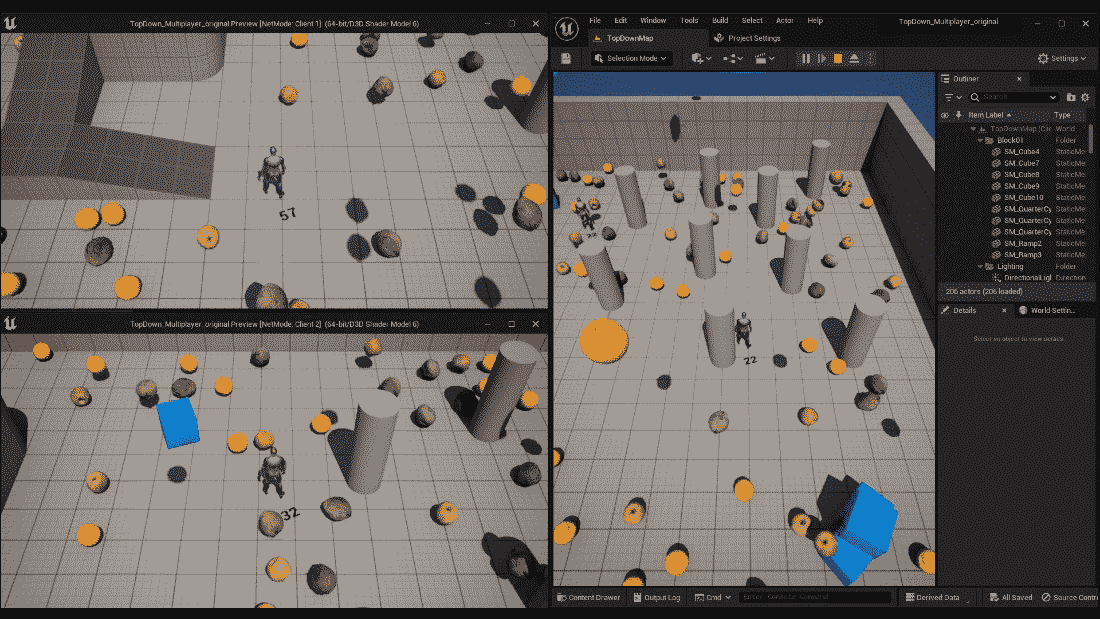 TopDown_Multiplayer_original Preview [NetMode: Client 1] (64-bit/D3D Shader Model 6)
57
TopDown_Multiplayer_original Preview [NetMode: Client 2] (64-bit/D3D Shader Model 6)
32
File Edit Window Tools Build Select Actor Help
TopDown_Multiplayer_original
TopDownMap
Project Settings
Selection Mode
Settings
22
Outliner
Search
Item Label
Type
TopDownMap (Clie World
Block01 Folder
SM_Cube4 StaticMe
SM_Cube7 StaticMe
SM_Cube8 StaticMe
SM_Cube9 StaticMe
SM_Cube10 StaticMe
SM_QuarterCy StaticMe
SM_QuarterCy StaticMe
SM_QuarterCy StaticMe
SM_Ramp2 StaticMe
SM_Ramp3 StaticMe
Lighting Folder
DirectionalLigh Direction
206 actors (206 loaded)
Details
World Settin...
Select an object to view details.
Content Drawer
Output Log
Cmd
Enter Console Command
Derived Data
All Saved
Source Contr